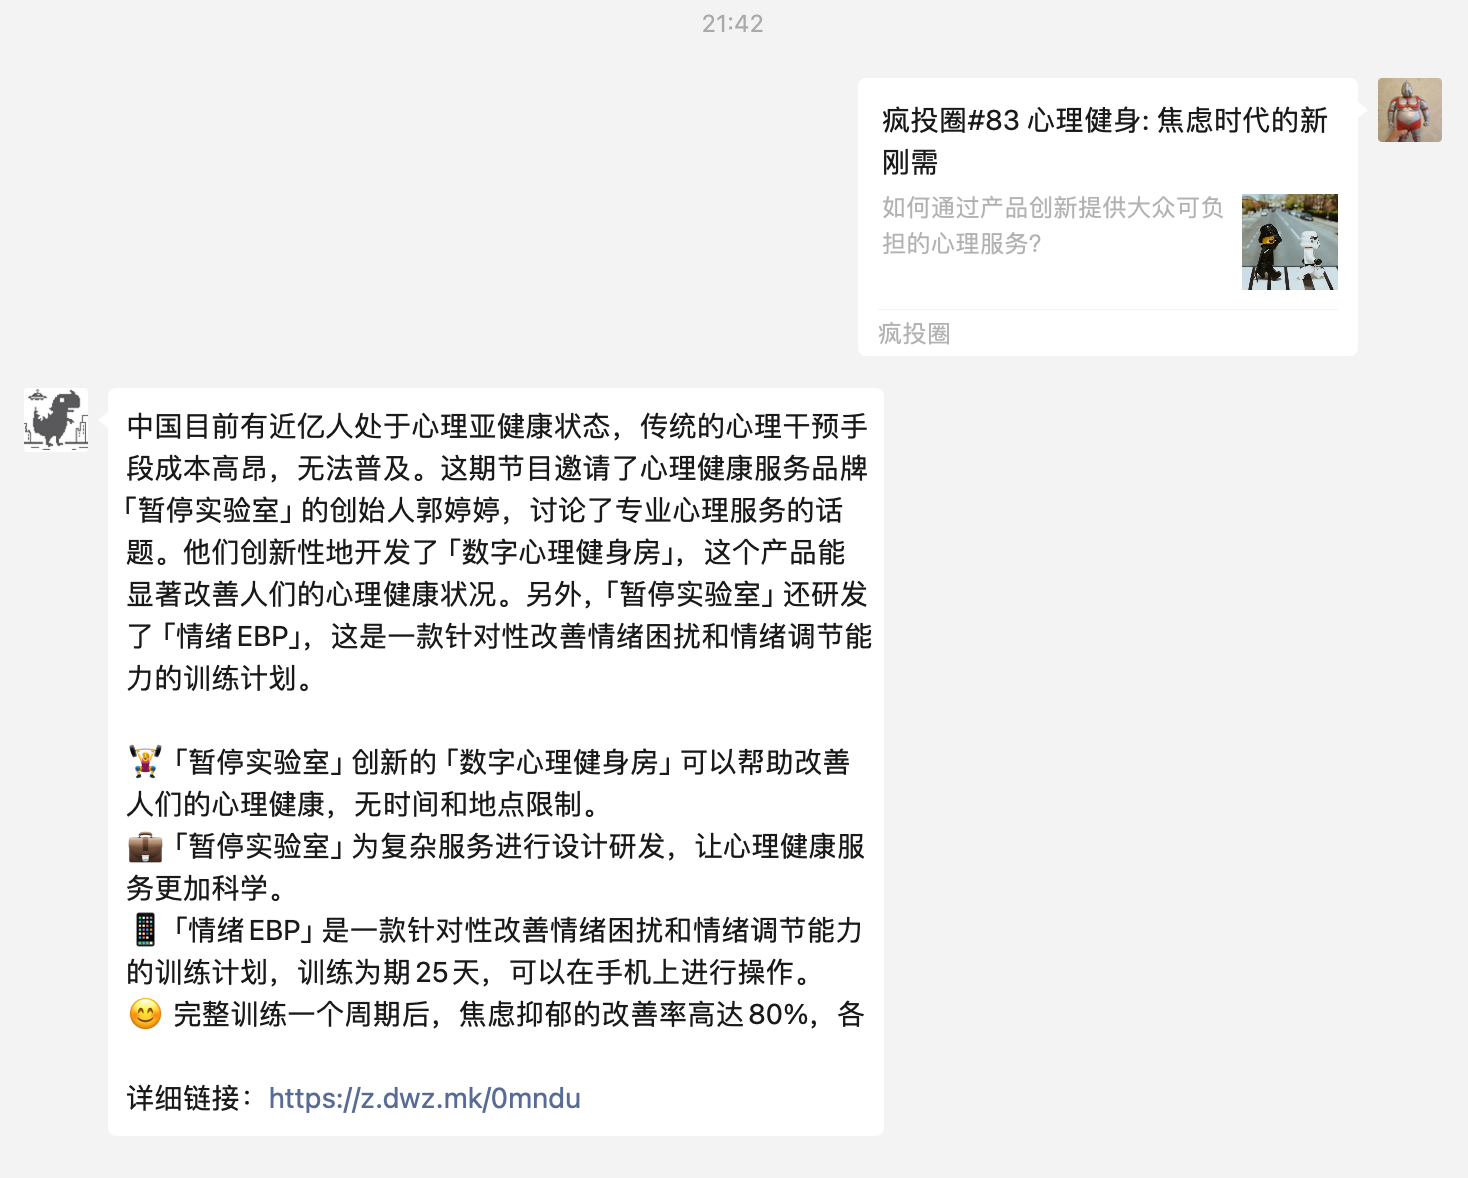 21:42
疯投圈#83 心理健身: 焦虑时代的新
刚需
如何通过产品创新提供大众可负
担的心理服务?
疯投圈
中国目前有近亿人处于心理亚健康状态，传统的心理干预手
段成本高昂，无法普及。这期节目邀请了心理健康服务品牌
「暂停实验室」的创始人郭婷婷，讨论了专业心理服务的话
题。他们创新性地开发了「数字心理健身房」，这个产品能
显著改善人们的心理健康状况。另外，「暂停实验室」还研发
了「情绪EBP」，这是一款针对性改善情绪困扰和情绪调节能
力的训练计划。
🏋️‍♀️「暂停实验室」创新的「数字心理健身房」可以帮助改善
人们的心理健康，无时间和地点限制。
💼「暂停实验室」为复杂服务进行设计研发，让心理健康服
务更加科学。
📱「情绪EBP」是一款针对性改善情绪困扰和情绪调节能力
的训练计划，训练为期25天，可以在手机上进行操作。
😊 完整训练一个周期后，焦虑抑郁的改善率高达80%，各
详细链接：https://z.dwz.mk/0mndu